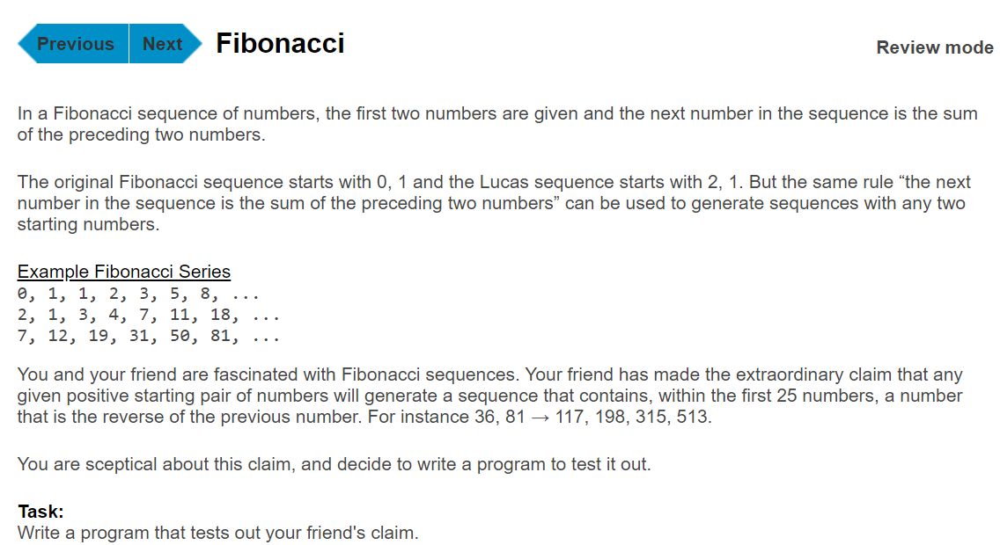 Previous Next Fibonacci
Review mode
In a Fibonacci sequence of numbers, the first two numbers are given and the next number in the sequence is the sum
of the preceding two numbers.
The original Fibonacci sequence starts with 0, 1 and the Lucas sequence starts with 2, 1. But the same rule “the next
number in the sequence is the sum of the preceding two numbers” can be used to generate sequences with any two
starting numbers.
Example Fibonacci Series
0, 1, 1, 2, 3, 5, 8, ...
2, 1, 3, 4, 7, 11, 18, ...
7, 12, 19, 31, 50, 81, ...
You and your friend are fascinated with Fibonacci sequences. Your friend has made the extraordinary claim that any
given positive starting pair of numbers will generate a sequence that contains, within the first 25 numbers, a number
that is the reverse of the previous number. For instance 36, 81 → 117, 198, 315, 513.
You are sceptical about this claim, and decide to write a program to test it out.
Task:
Write a program that tests out your friend's claim.